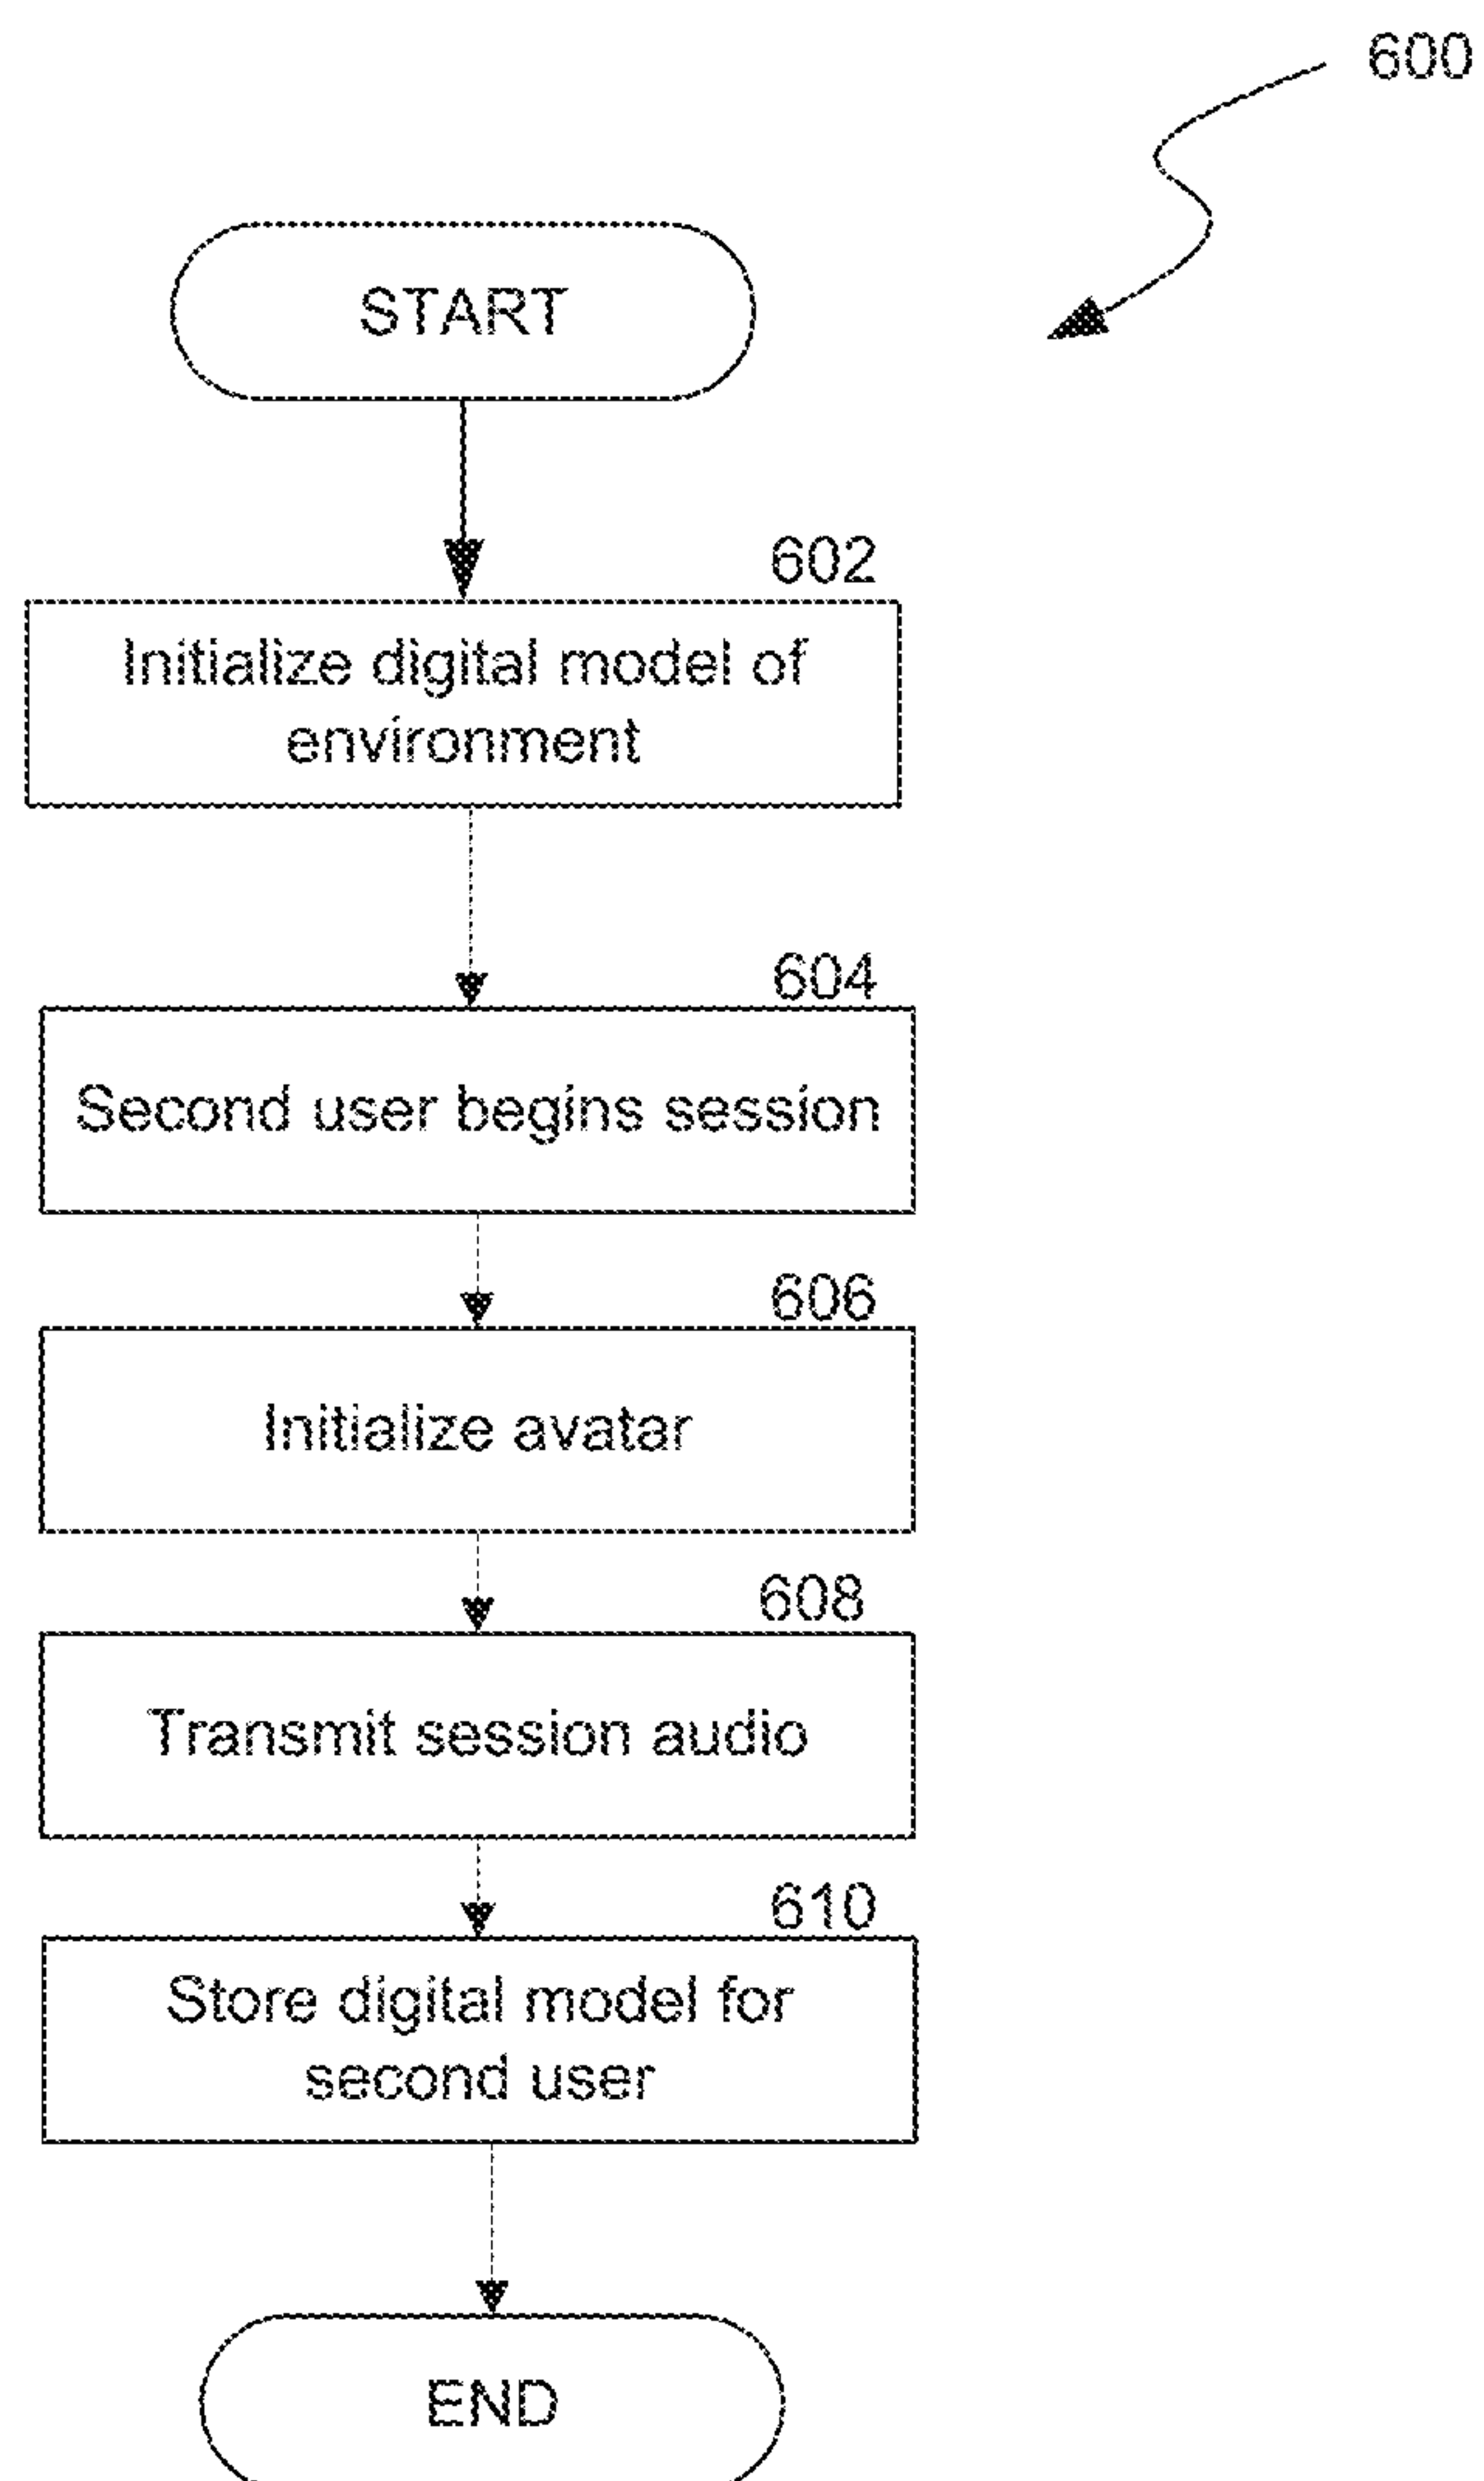 600
START
602
Initialize digital model of
environment
604
Second user begins session
606
Initialize avatar
608
Transmit session audio
610
Store digital model for
second user
END